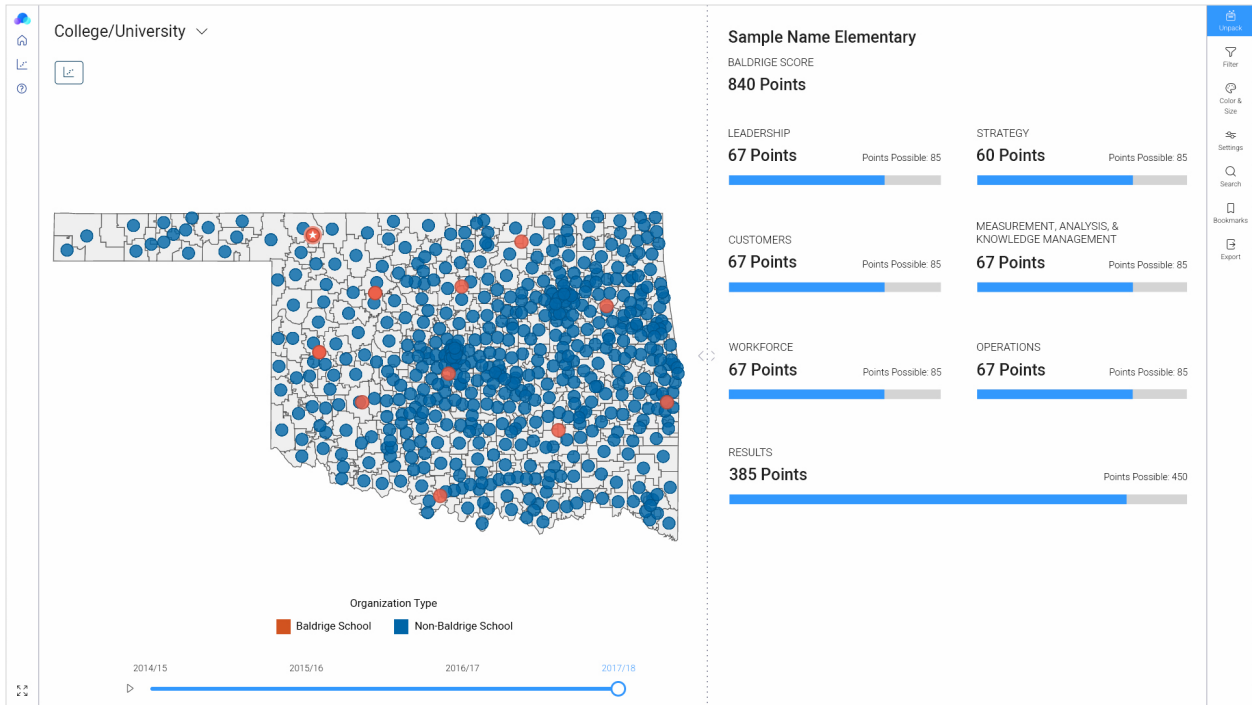 College/University
Sample Name Elementary
BALDRIGE SCORE
840 Points
LEADERSHIP
67 Points
Points Possible: 85
STRATEGY
60 Points
Points Possible: 85
CUSTOMERS
67 Points
Points Possible: 85
MEASUREMENT, ANALYSIS, &
KNOWLEDGE MANAGEMENT
67 Points
Points Possible: 85
WORKFORCE
67 Points
Points Possible: 85
OPERATIONS
67 Points
Points Possible: 85
RESULTS
385 Points
Points Possible: 450
Organization Type
Baldrige School
Non-Baldrige School
2014/15
2015/16
2016/17
2017/18
Unpack
Filter
Color &
Size
Settings
Search
Bookmarks
Export